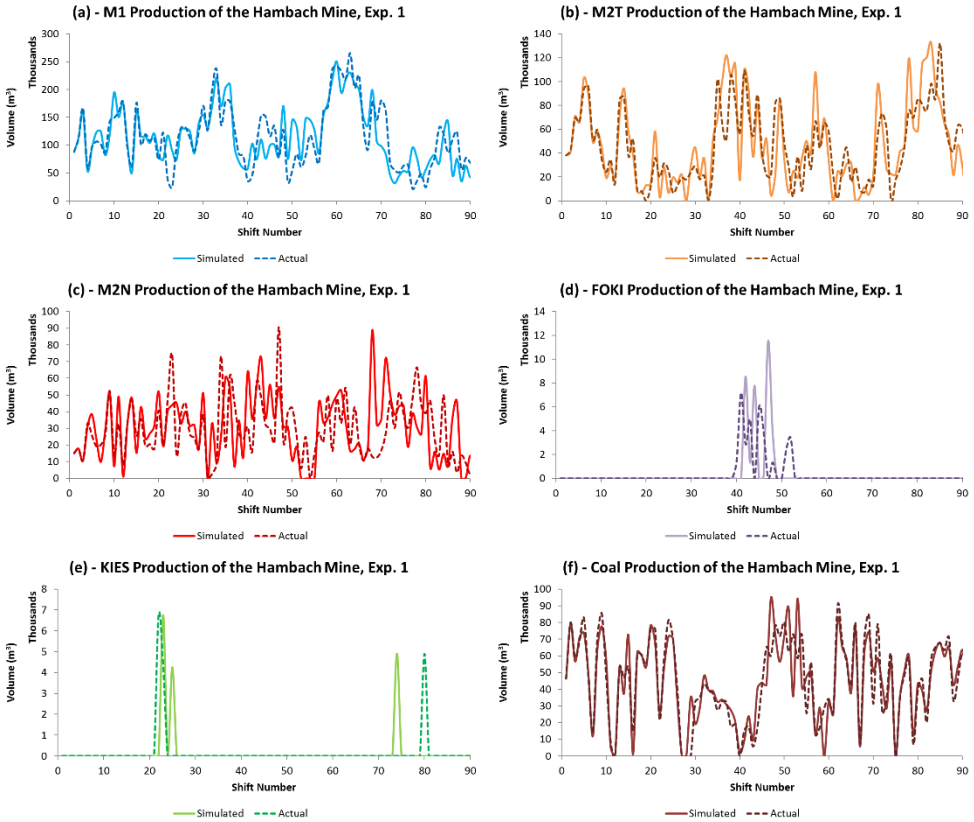 (a) - M1 Production of the Hambach Mine, Exp. 1
Thousands
Volume (m³)
300
250
200
150
100
50
0
0 10 20 30 40 50 60 70 80 90
Shift Number
Simulated Actual
(b) - M2T Production of the Hambach Mine, Exp. 1
Thousands
Volume (m³)
140
120
100
80
60
40
20
0
0 10 20 30 40 50 60 70 80 90
Shift Number
Simulated Actual
(c) - M2N Production of the Hambach Mine, Exp. 1
Thousands
Volume (m³)
100
90
80
70
60
50
40
30
20
10
0
0 10 20 30 40 50 60 70 80 90
Shift Number
Simulated Actual
(d) - FOKI Production of the Hambach Mine, Exp. 1
Thousands
Volume (m³)
14
12
10
8
6
4
2
0
0 10 20 30 40 50 60 70 80 90
Shift Number
Simulated Actual
(e) - KIES Production of the Hambach Mine, Exp. 1
Thousands
Volume (m³)
8
7
6
5
4
3
2
1
0
0 10 20 30 40 50 60 70 80 90
Shift Number
Simulated Actual
(f) - Coal Production of the Hambach Mine, Exp. 1
Thousands
Volume (m³)
100
90
80
70
60
50
40
30
20
10
0
0 10 20 30 40 50 60 70 80 90
Shift Number
Simulated Actual